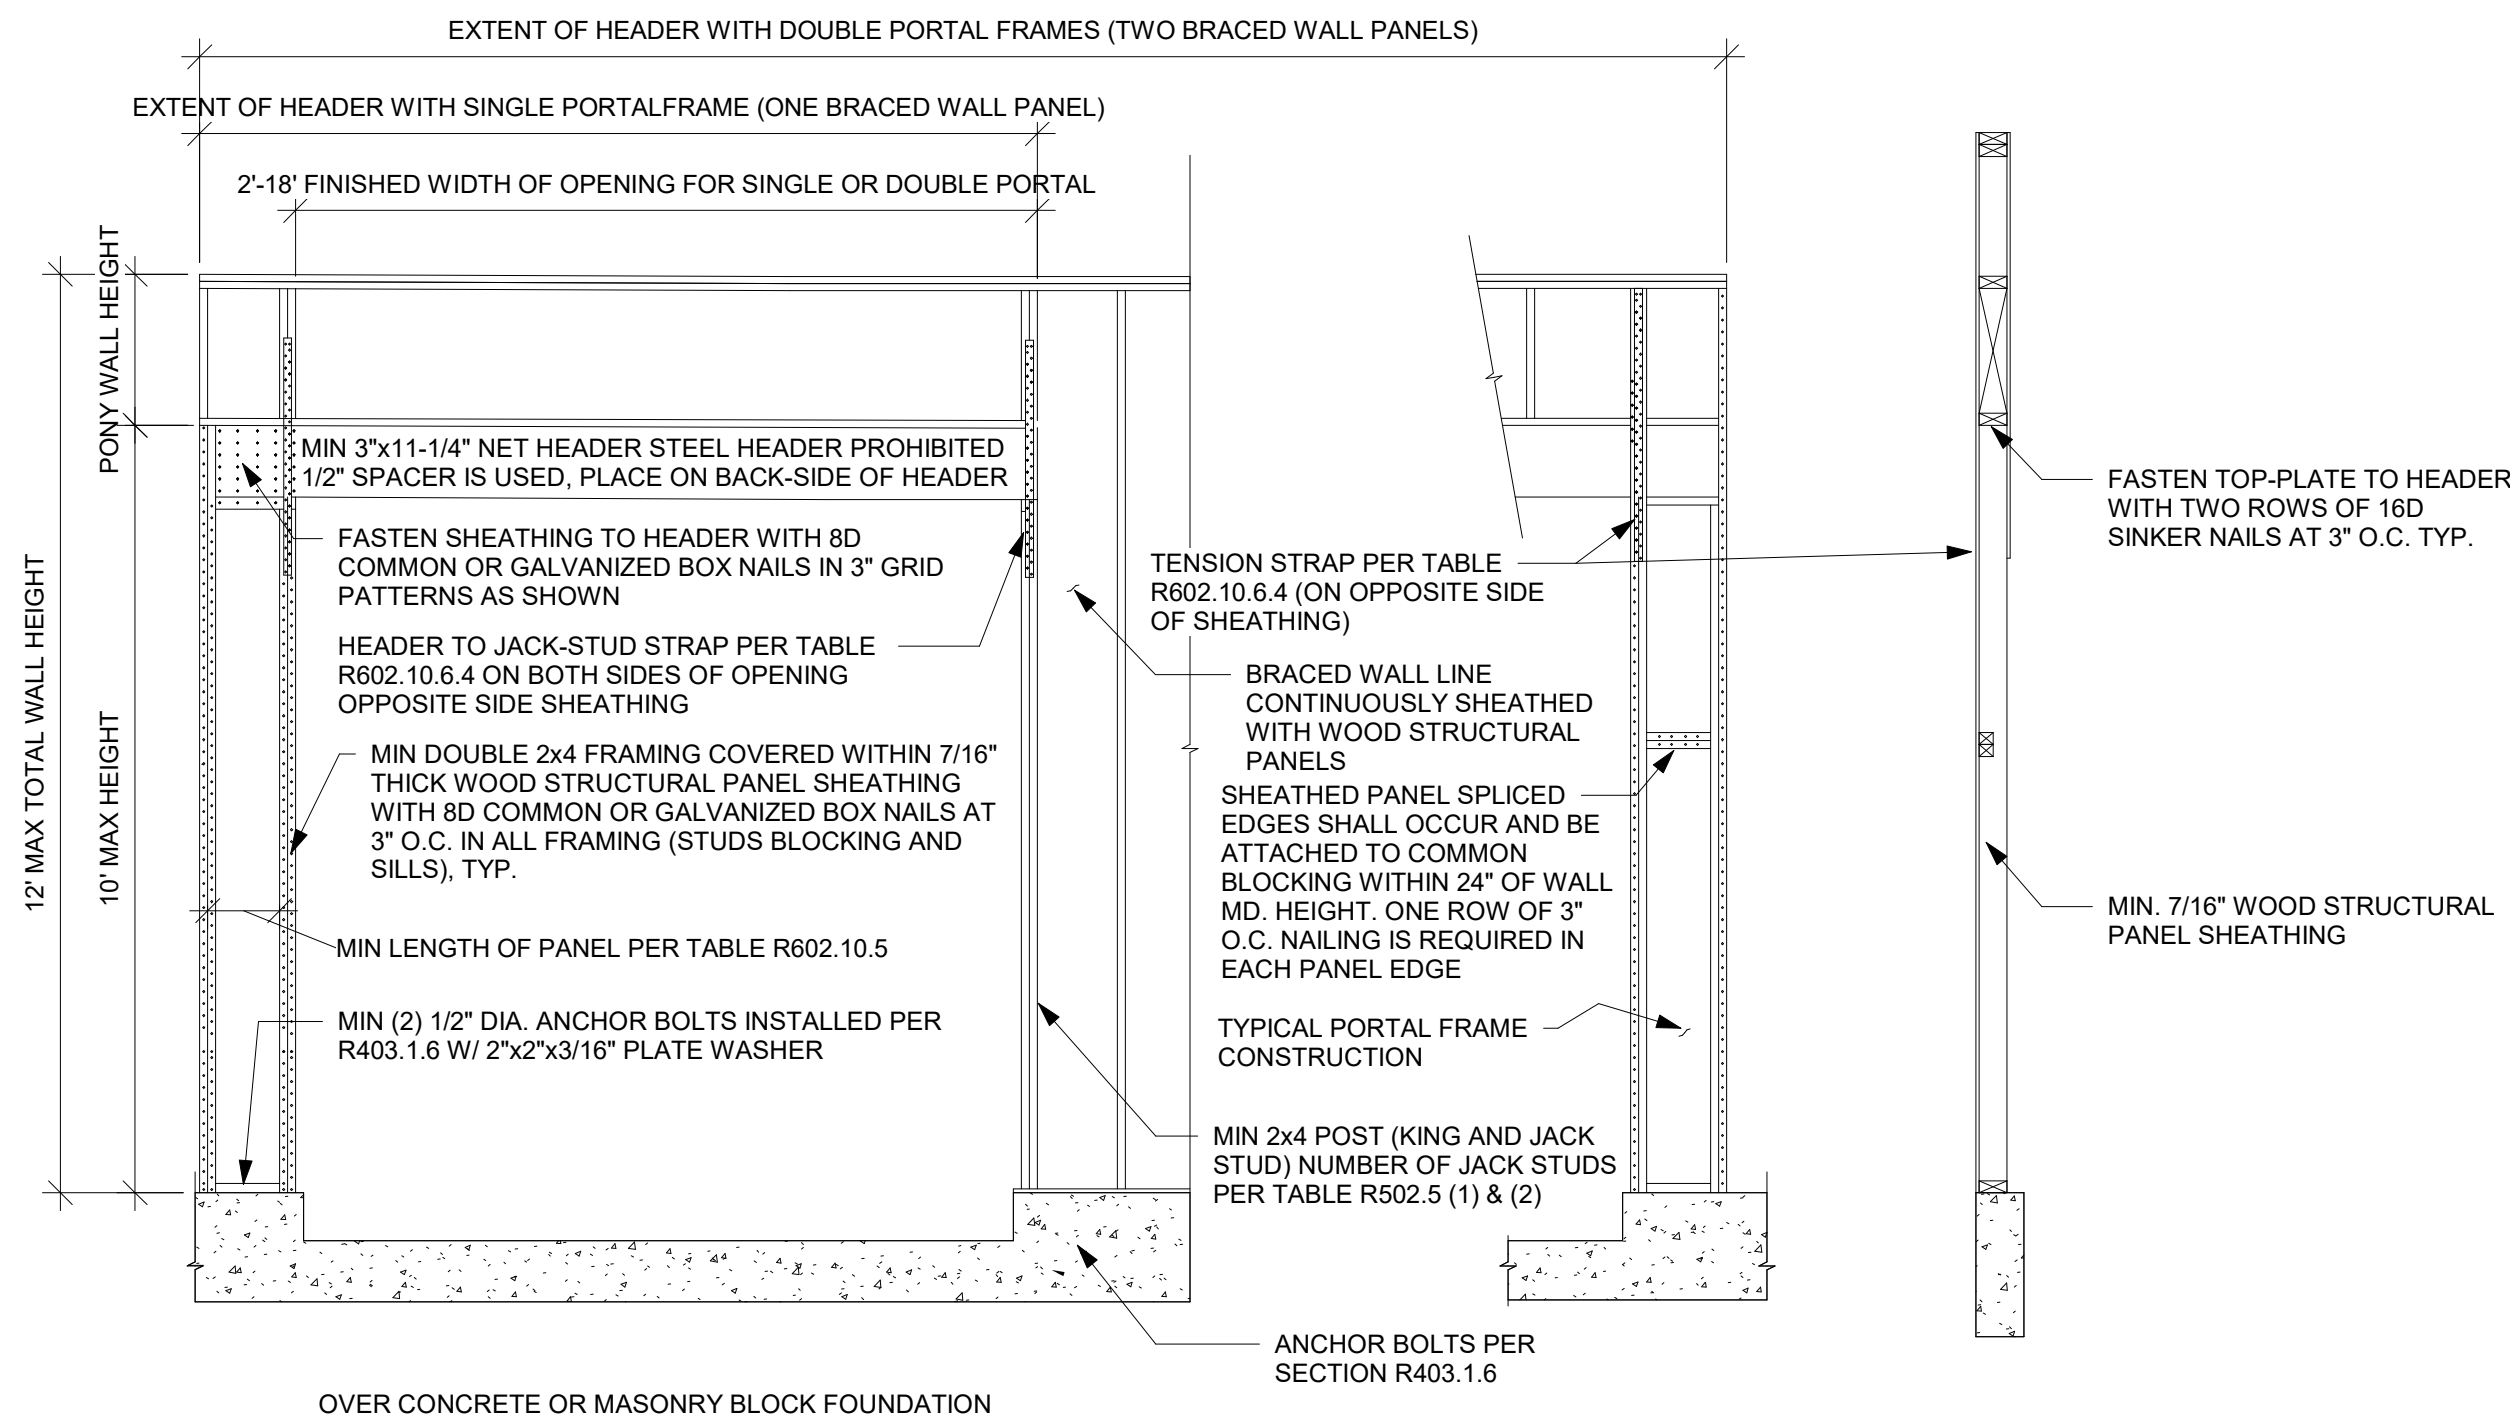 EXTENT OF HEADER WITH DOUBLE PORTAL FRAMES (TWO BRACED WALL PANELS)
EXTENT OF HEADER WITH SINGLE PORTALFRAME (ONE BRACED WALL PANEL)
2'-18' FINISHED WIDTH OF OPENING FOR SINGLE OR DOUBLE PORTAL
PONY WALL HEIGHT
12' MAX TOTAL WALL HEIGHT
10' MAX HEIGHT
MIN 3"x11-1/4" NET HEADER STEEL HEADER PROHIBITED
1/2" SPACER IS USED, PLACE ON BACK-SIDE OF HEADER
FASTEN SHEATHING TO HEADER WITH 8D
COMMON OR GALVANIZED BOX NAILS IN 3" GRID
PATTERNS AS SHOWN
HEADER TO JACK-STUD STRAP PER TABLE
R602.10.6.4 ON BOTH SIDES OF OPENING
OPPOSITE SIDE SHEATHING
MIN DOUBLE 2x4 FRAMING COVERED WITHIN 7/16"
THICK WOOD STRUCTURAL PANEL SHEATHING
WITH 8D COMMON OR GALVANIZED BOX NAILS AT
3" O.C. IN ALL FRAMING (STUDS BLOCKING AND
SILLS), TYP.
MIN LENGTH OF PANEL PER TABLE R602.10.5
MIN (2) 1/2" DIA. ANCHOR BOLTS INSTALLED PER
R403.1.6 W/ 2"x2"x3/16" PLATE WASHER
TENSION STRAP PER TABLE
R602.10.6.4 (ON OPPOSITE SIDE
OF SHEATHING)
BRACED WALL LINE
CONTINUOUSLY SHEATHED
WITH WOOD STRUCTURAL
PANELS
SHEATHED PANEL SPLICED
EDGES SHALL OCCUR AND BE
ATTACHED TO COMMON
BLOCKING WITHIN 24" OF WALL
MD. HEIGHT. ONE ROW OF 3"
O.C. NAILING IS REQUIRED IN
EACH PANEL EDGE
TYPICAL PORTAL FRAME
CONSTRUCTION
MIN 2x4 POST (KING AND JACK
STUD) NUMBER OF JACK STUDS
PER TABLE R502.5 (1) & (2)
ANCHOR BOLTS PER
SECTION R403.1.6
FASTEN TOP-PLATE TO HEADER
WITH TWO ROWS OF 16D
SINKER NAILS AT 3" O.C. TYP.
MIN. 7/16" WOOD STRUCTURAL
PANEL SHEATHING
OVER CONCRETE OR MASONRY BLOCK FOUNDATION